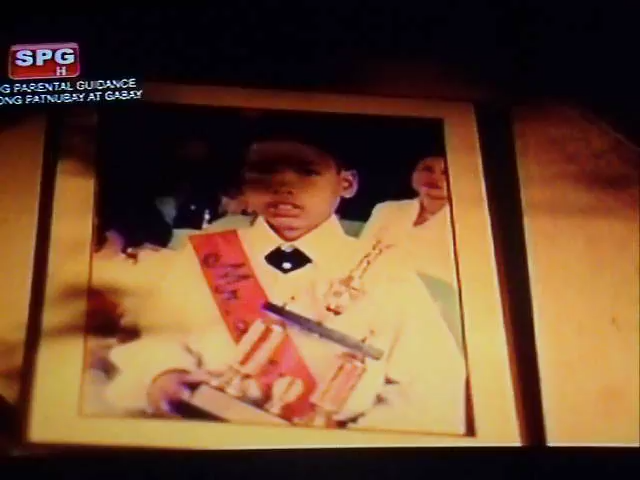 SPG
H
G PARENTAL GUIDANCE
ONG PATNUBAY AT GABAY